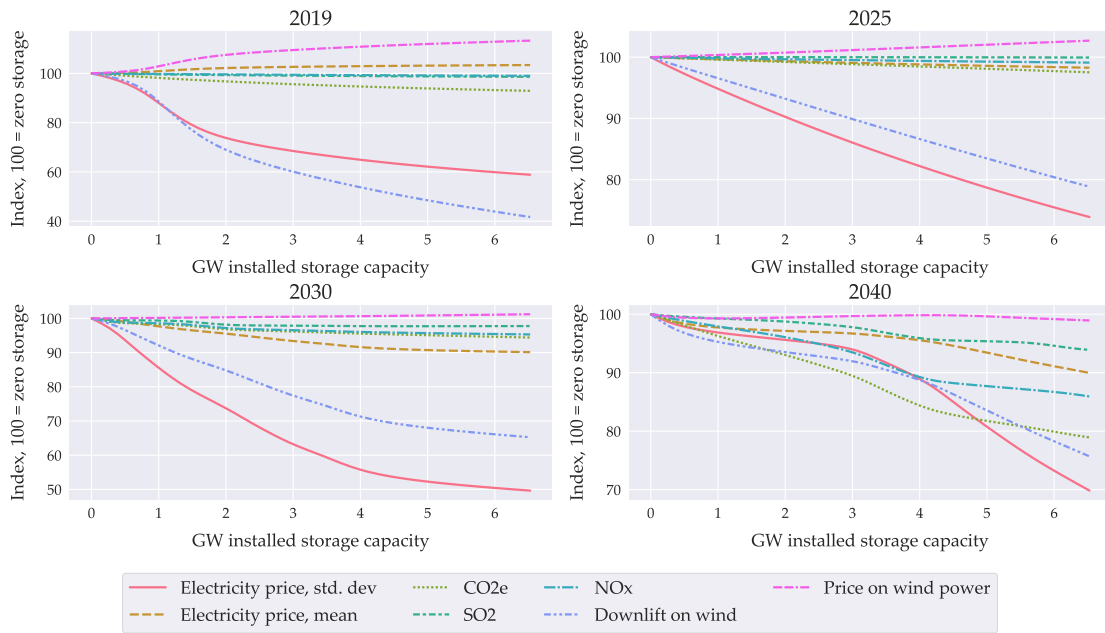 2019
Index, 100 = zero storage
100
80
60
40
0 1 2 3 4 5 6
GW installed storage capacity
2025
Index, 100 = zero storage
100
90
80
0 1 2 3 4 5 6
GW installed storage capacity
2030
Index, 100 = zero storage
100
90
80
70
60
50
0 1 2 3 4 5 6
GW installed storage capacity
2040
Index, 100 = zero storage
100
90
80
70
0 1 2 3 4 5 6
GW installed storage capacity
Electricity price, std. dev
Electricity price, mean
CO2e
SO2
NOx
Downlift on wind
Price on wind power